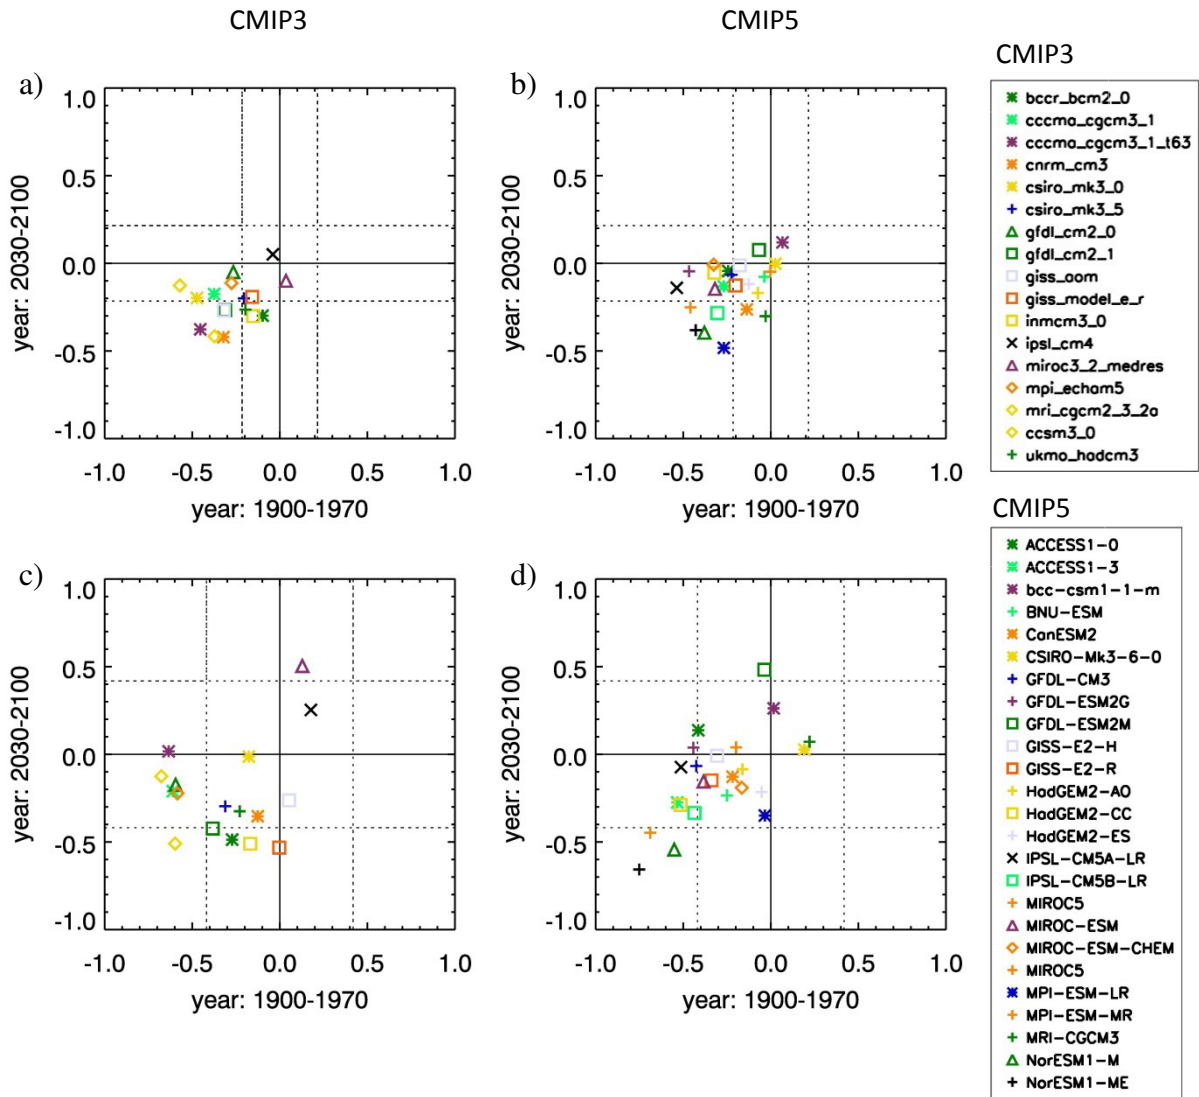 CMIP3
CMIP5
a)
1.0
0.5
0.0
-0.5
-1.0
-1.0 -0.5 0.0 0.5 1.0
year: 2030-2100
year: 1900-1970
b)
1.0
0.5
0.0
-0.5
-1.0
-1.0 -0.5 0.0 0.5 1.0
year: 2030-2100
year: 1900-1970
CMIP3
bccr_bcm2_0
cccma_cgcm3_1
cccma_cgcm3_1_t63
cnrm_cm3
csiro_mk3_0
csiro_mk3_5
gfdl_cm2_0
gfdl_cm2_1
giss_aom
giss_model_e_r
inmcm3_0
ipsl_cm4
miroc3_2_medres
mpi_echam5
mri_cgcm2_3_2a
ccsm3_0
ukmo_hadcm3
c)
1.0
0.5
0.0
-0.5
-1.0
-1.0 -0.5 0.0 0.5 1.0
year: 2030-2100
year: 1900-1970
d)
1.0
0.5
0.0
-0.5
-1.0
-1.0 -0.5 0.0 0.5 1.0
year: 2030-2100
year: 1900-1970
CMIP5
ACCESS1-0
ACCESS1-3
bcc-csm1-1-m
BNU-ESM
CanESM2
CSIRO-Mk3-6-0
GFDL-CM3
GFDL-ESM2G
GFDL-ESM2M
GISS-E2-H
GISS-E2-R
HadGEM2-AO
HadGEM2-CC
HadGEM2-ES
IPSL-CM5A-LR
IPSL-CM5B-LR
MIROC5
MIROC-ESM
MIROC-ESM-CHEM
MIROC5
MPI-ESM-LR
MPI-ESM-MR
MRI-CGCM3
NorESM1-M
NorESM1-ME